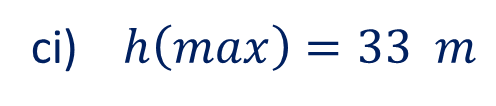 ci) h(max) = 33 m